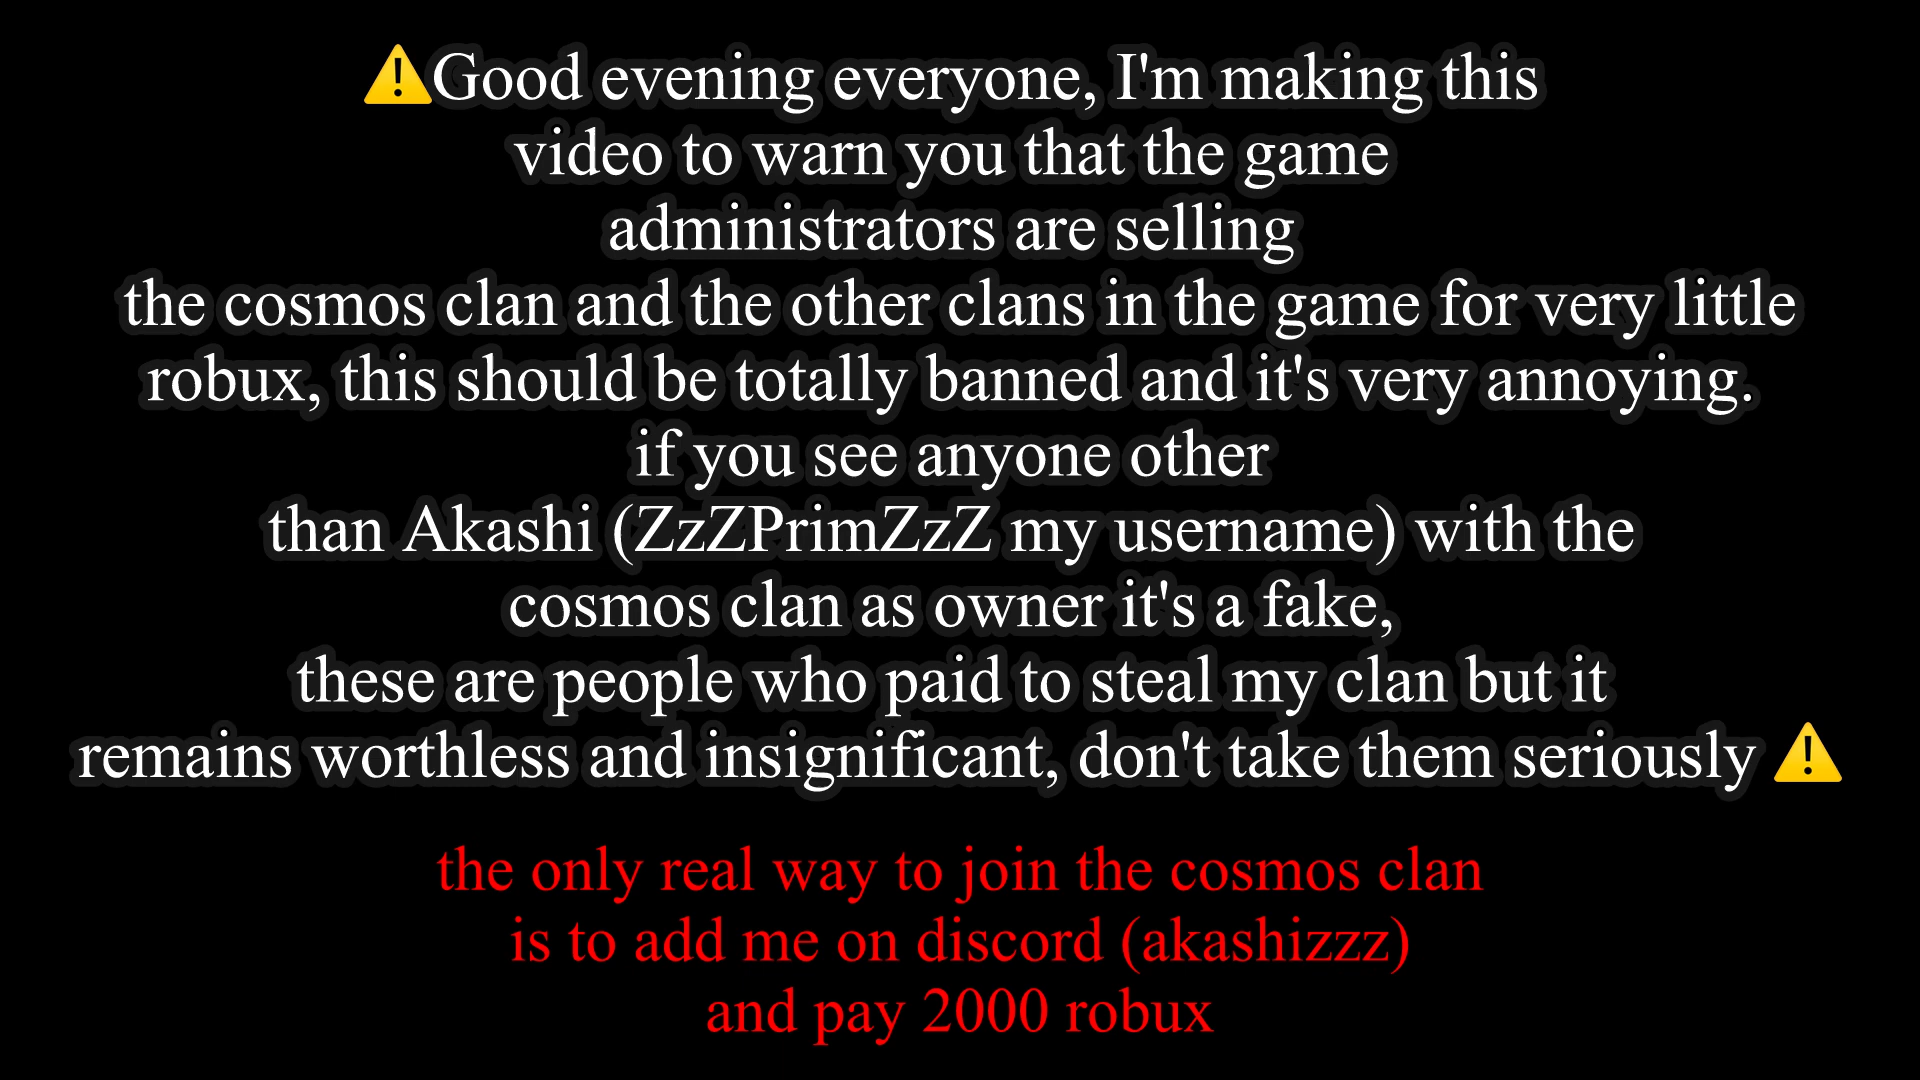 ⚠️Good evening everyone, I'm making this
video to warn you that the game
administrators are selling
the cosmos clan and the other clans in the game for very little
robux, this should be totally banned and it's very annoying.
if you see anyone other
than Akashi (ZzZPrimZzZ my username) with the
cosmos clan as owner it's a fake,
these are people who paid to steal my clan but it
remains worthless and insignificant, don't take them seriously ⚠️
the only real way to join the cosmos clan
is to add me on discord (akashizzz)
and pay 2000 robux